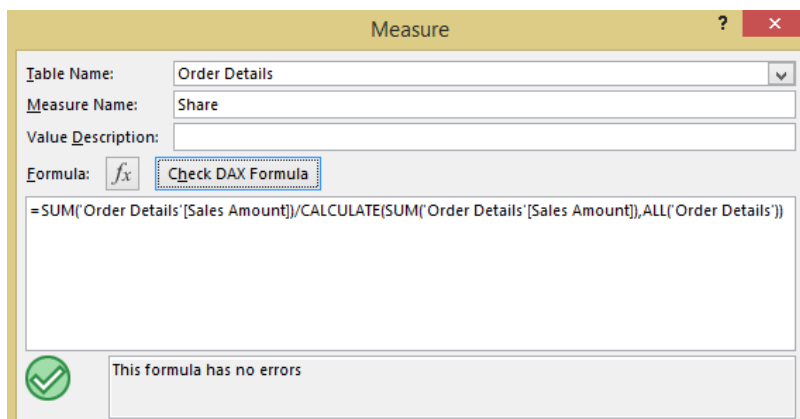 Measure
?
×
Table Name: Order Details
Measure Name: Share
Value Description:
Formula: fx Check DAX Formula
=SUM('Order Details'[Sales Amount])/CALCULATE(SUM('Order Details'[Sales Amount]),ALL('Order Details'))
This formula has no errors